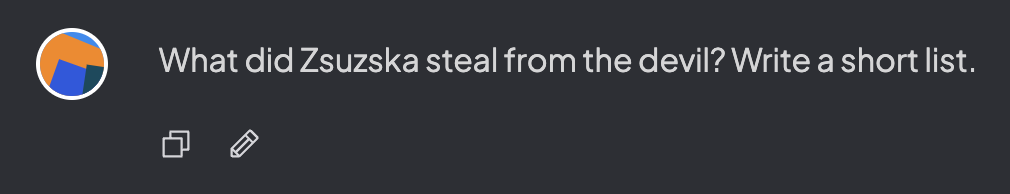 What did Zsuzska steal from the devil? Write a short list.